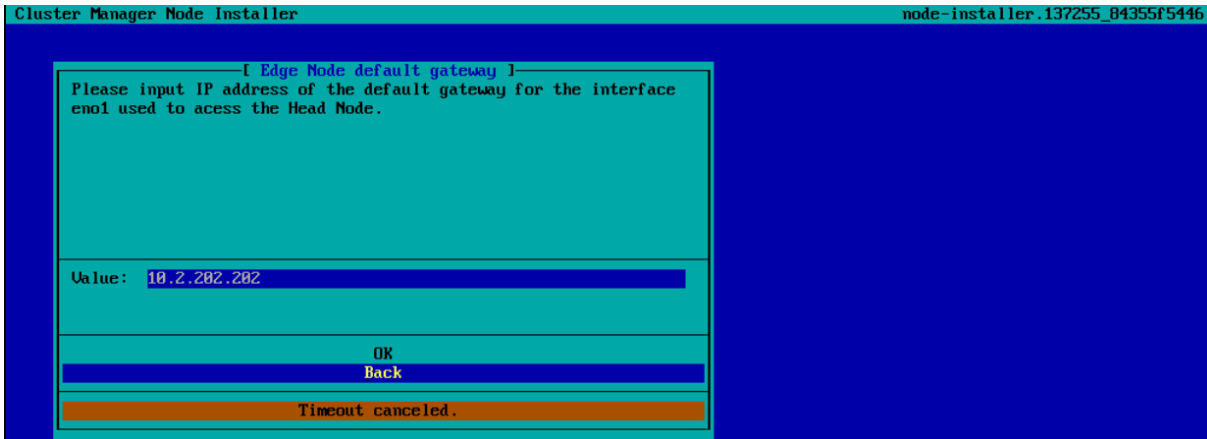 Cluster Manager Node Installer node-installer.137255_84355f5446
[ Edge Node default gateway ]
Please input IP address of the default gateway for the interface
eno1 used to acess the Head Node.
Value: 10.2.202.202
OK
Back
Timeout canceled.